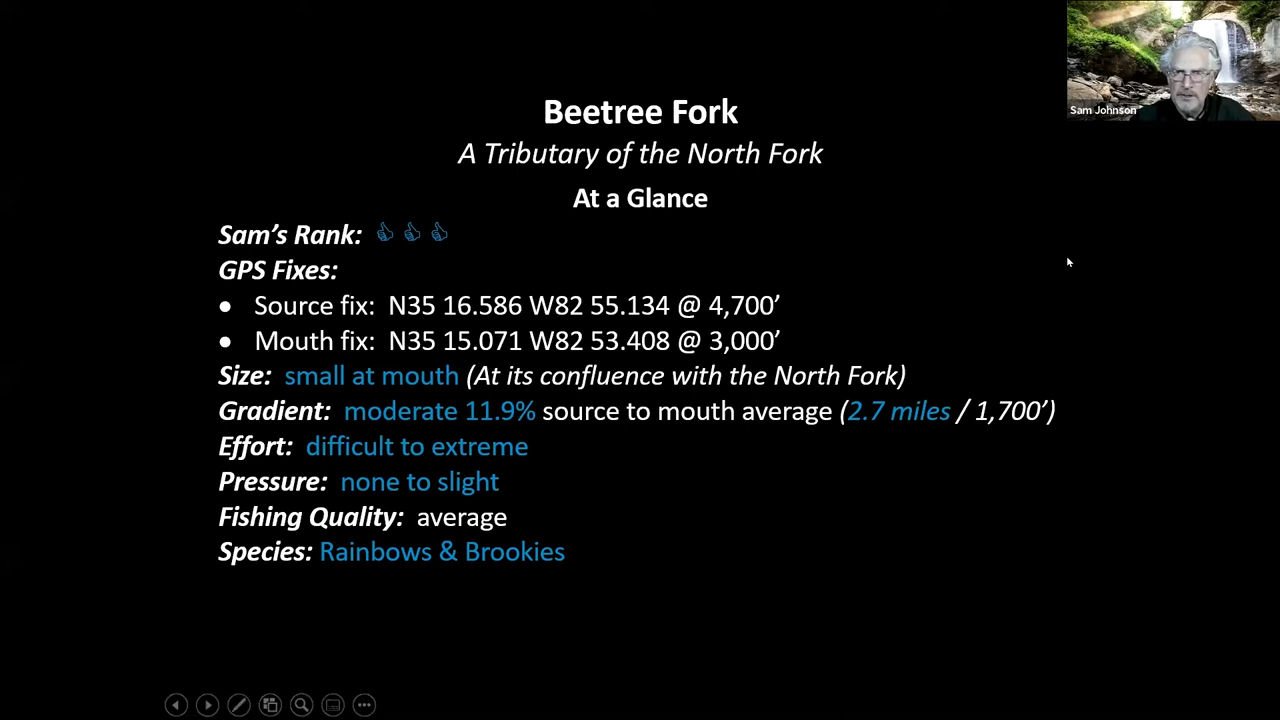 Sam Johnson
Beetree Fork
A Tributary of the North Fork
At a Glance
Sam’s Rank: 👍 👍 👍
GPS Fixes:
● Source fix: N35 16.586 W82 55.134 @ 4,700’
● Mouth fix: N35 15.071 W82 53.408 @ 3,000’
Size: small at mouth (At its confluence with the North Fork)
Gradient: moderate 11.9% source to mouth average (2.7 miles / 1,700’)
Effort: difficult to extreme
Pressure: none to slight
Fishing Quality: average
Species: Rainbows & Brookies